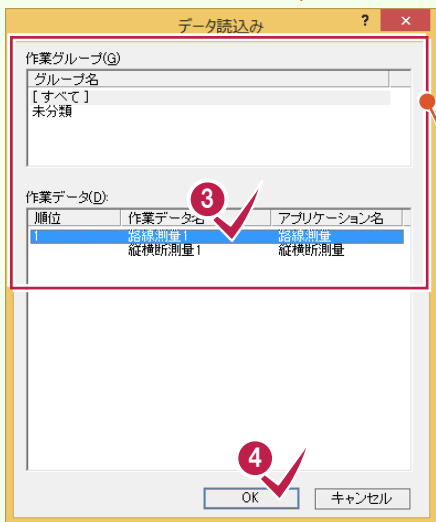 データ読込み ? ×
作業グループ(G)
グループ名
[すべて]
未分類
作業データ(D):
3
順位 作業データ名 アプリケーション名
1 路線測量1 路線測量
縦横断測量1 縦横断測量
4
OK キャンセル